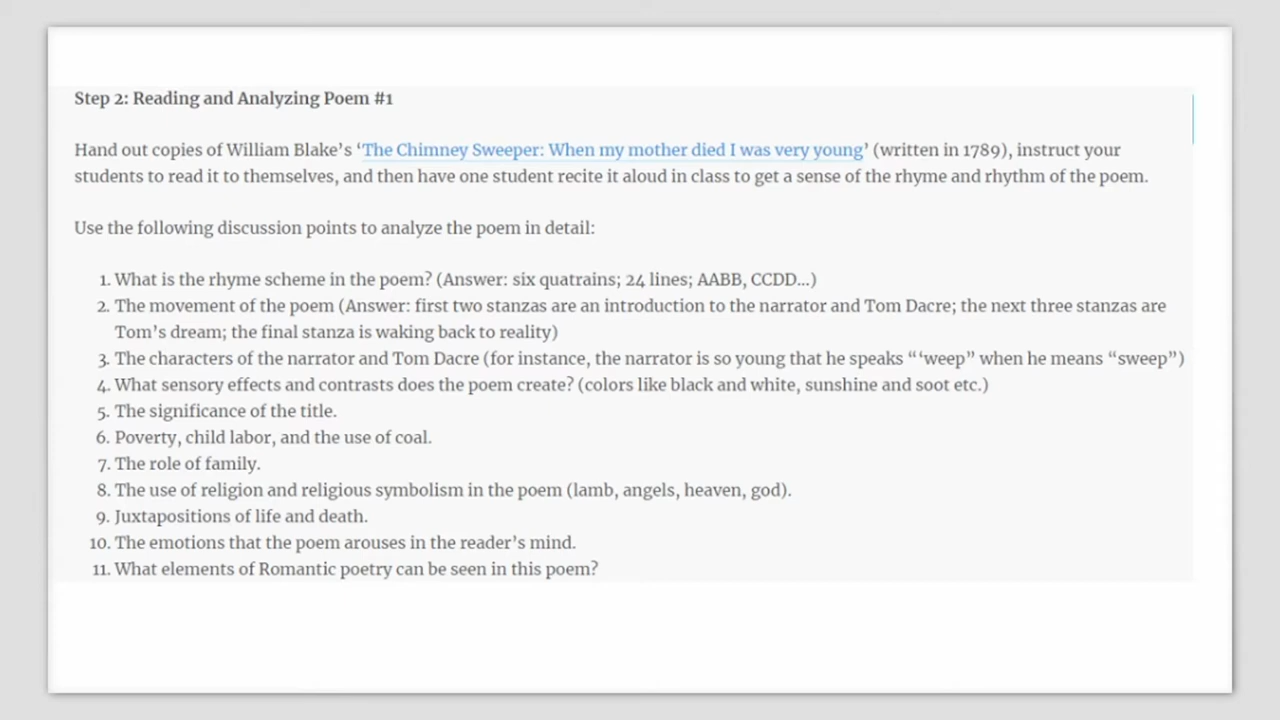 Step 2: Reading and Analyzing Poem #1
Hand out copies of William Blake’s ‘The Chimney Sweeper: When my mother died I was very young’ (written in 1789), instruct your
students to read it to themselves, and then have one student recite it aloud in class to get a sense of the rhyme and rhythm of the poem.
Use the following discussion points to analyze the poem in detail:
1. What is the rhyme scheme in the poem? (Answer: six quatrains; 24 lines; AABB, CCDD...)
2. The movement of the poem (Answer: first two stanzas are an introduction to the narrator and Tom Dacre; the next three stanzas are
Tom’s dream; the final stanza is waking back to reality)
3. The characters of the narrator and Tom Dacre (for instance, the narrator is so young that he speaks “‘weep” when he means “sweep”)
4. What sensory effects and contrasts does the poem create? (colors like black and white, sunshine and soot etc.)
5. The significance of the title.
6. Poverty, child labor, and the use of coal.
7. The role of family.
8. The use of religion and religious symbolism in the poem (lamb, angels, heaven, god).
9. Juxtapositions of life and death.
10. The emotions that the poem arouses in the reader’s mind.
11. What elements of Romantic poetry can be seen in this poem?